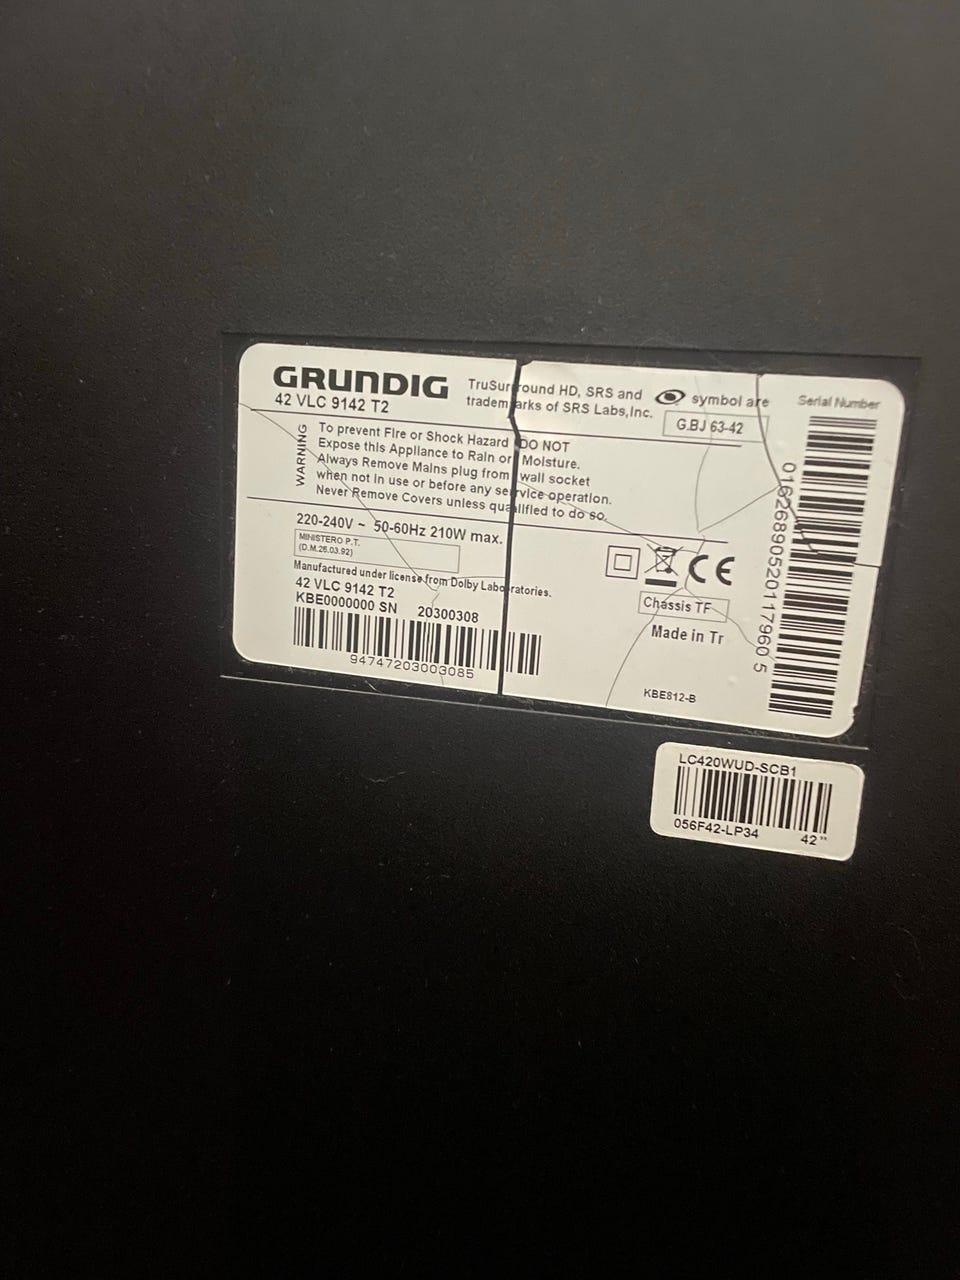 GRUNDIG
42 VLC 9142 T2
TruSurround HD, SRS and symbol are
trademarks of SRS Labs,Inc.
G.BJ 63-42
Serial Number
WARNING
To prevent Fire or Shock Hazard DO NOT
Expose this Appliance to Rain or Moisture.
Always Remove Mains plug from wall socket
when not in use or before any service operation.
Never Remove Covers unless qualified to do so.
220-240V ~ 50-60Hz 210W max.
MINISTERO P.T.
(D.M.26.03.92)
Manufactured under license from Dolby Laboratories.
42 VLC 9142 T2
KBE0000000 SN 20300308
94747203003085
CE
Chassis TF
Made in Tr
KBE812-B
01626890520117960 5
LC420WUD-SCB1
056F42-LP34 42"